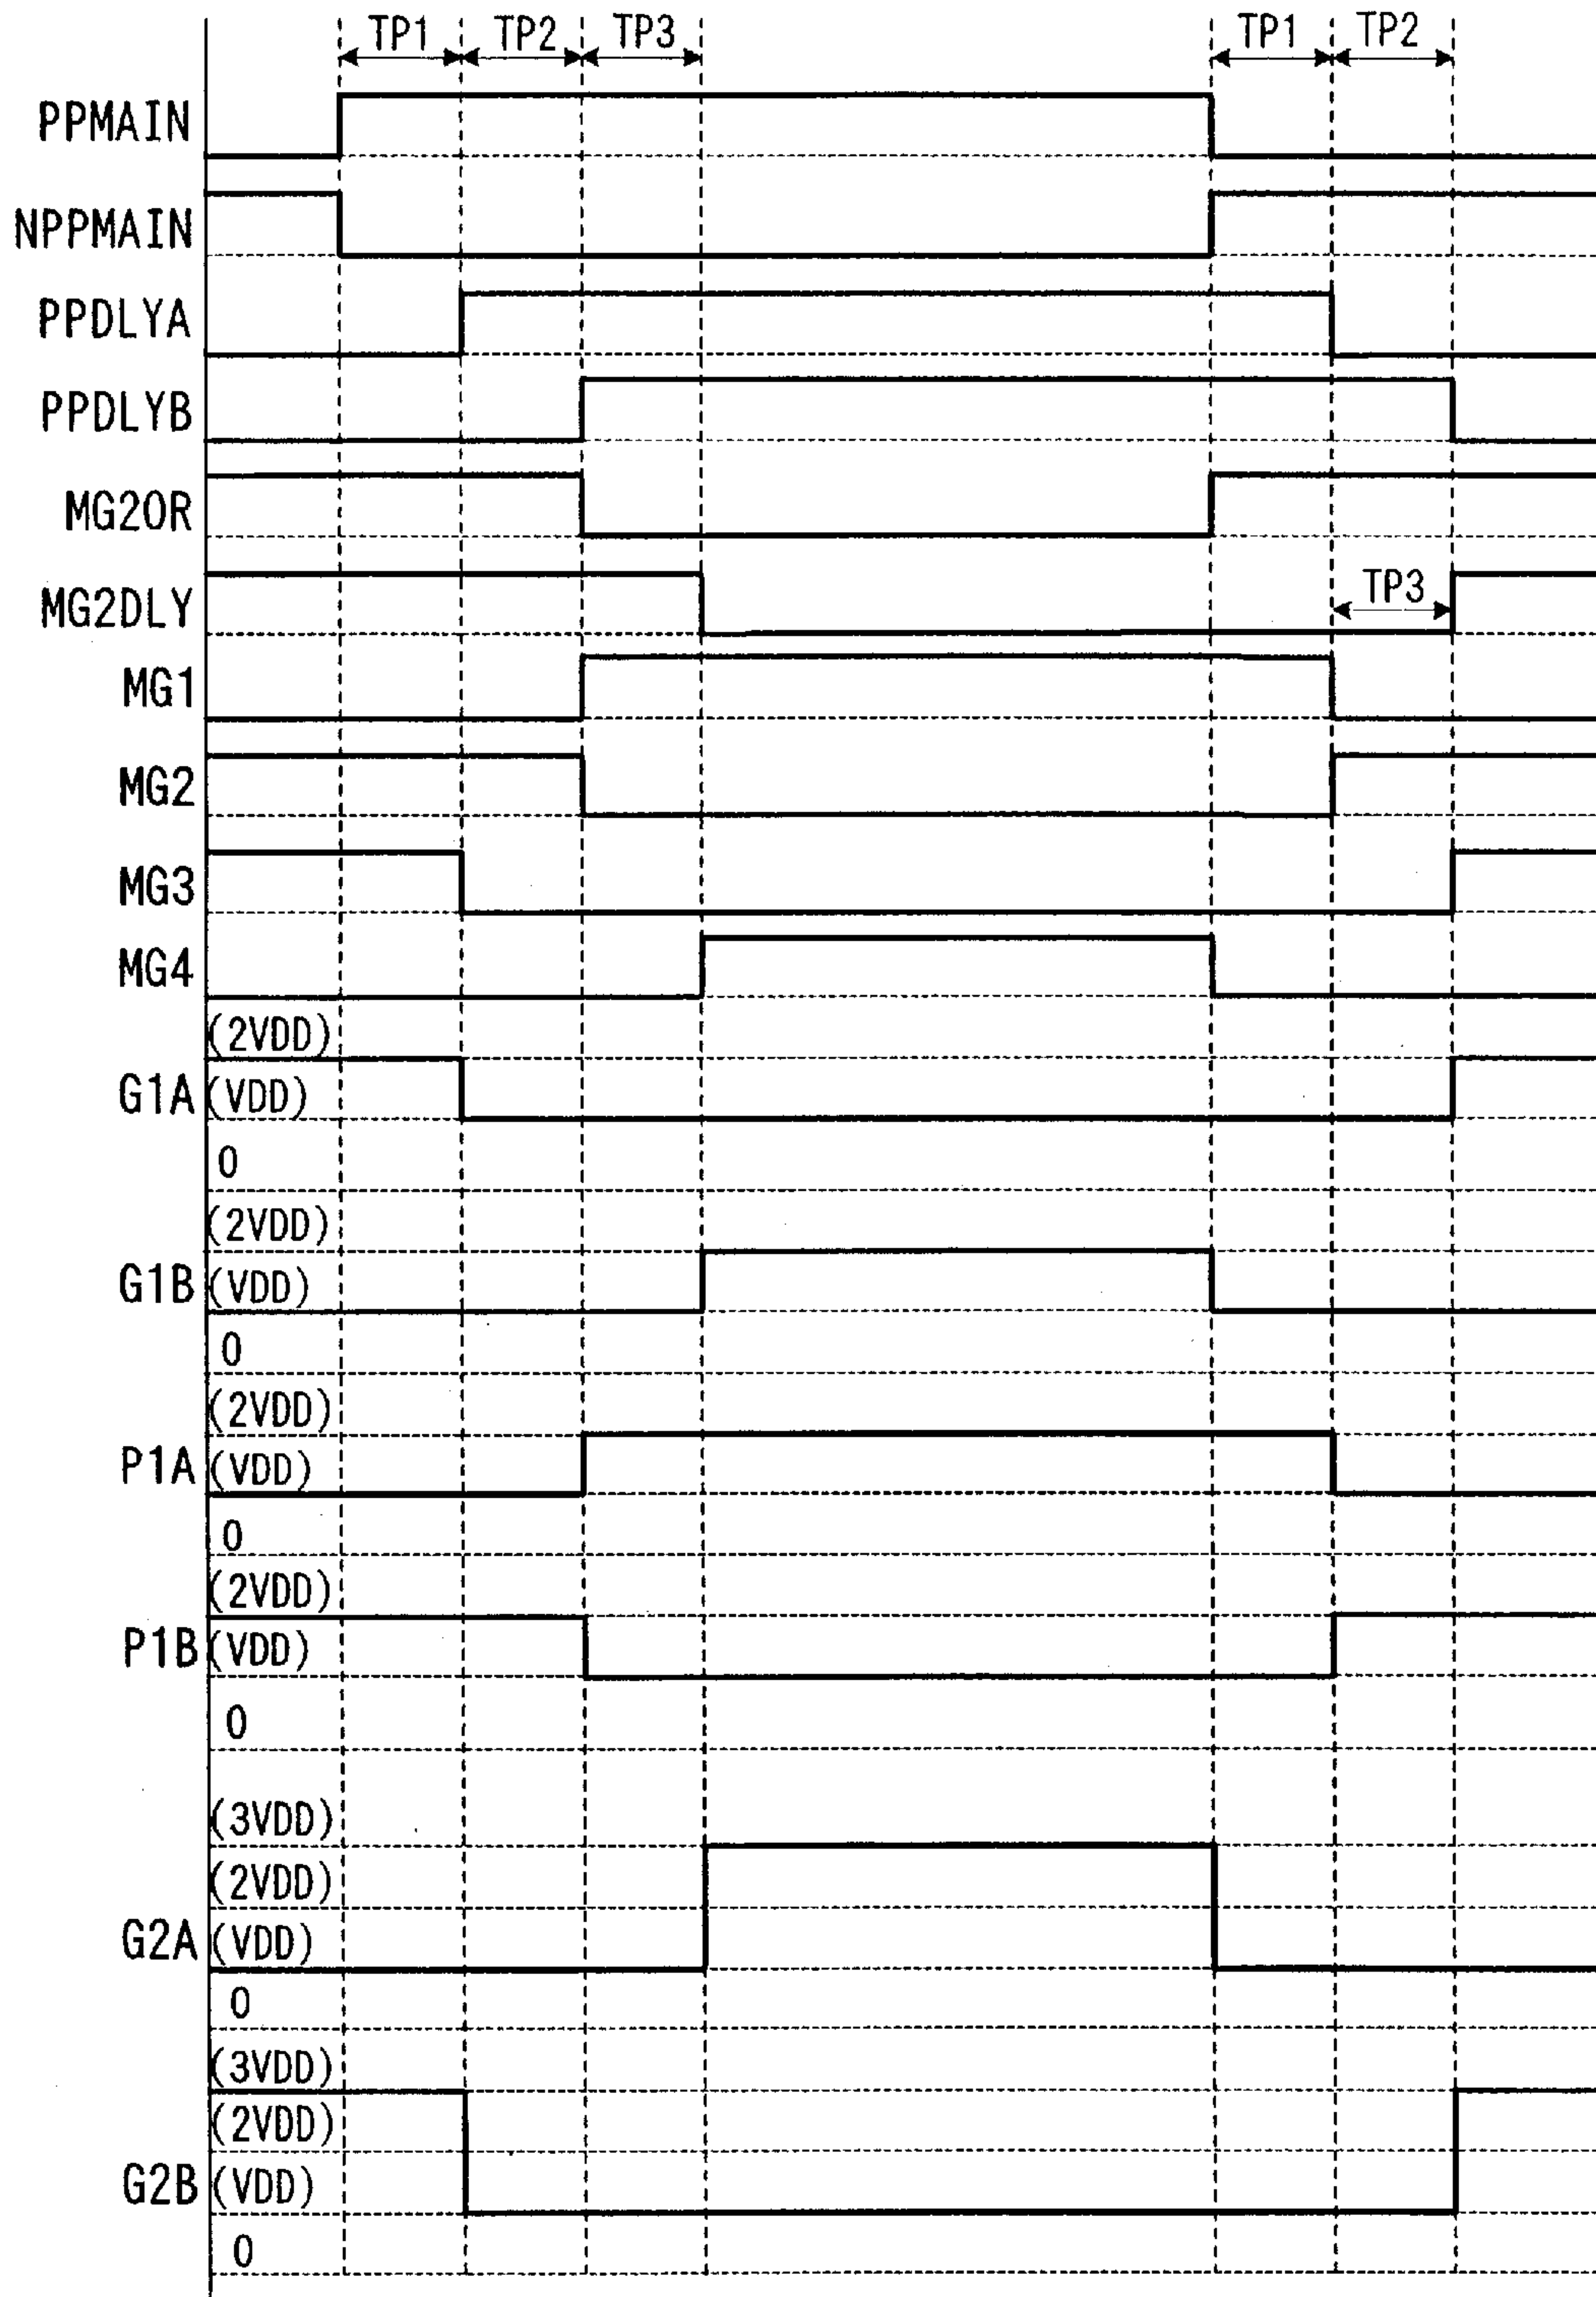 TP1 TP2 TP3 TP1 TP2
PPMAIN
NPPMAIN
PPDLYA
PPDLYB
MG2OR
MG2DLY TP3
MG1
MG2
MG3
MG4
(2VDD)
G1A (VDD)
0
(2VDD)
G1B (VDD)
0
(2VDD)
P1A (VDD)
0
(2VDD)
P1B (VDD)
0
(3VDD)
(2VDD)
G2A (VDD)
0
(3VDD)
(2VDD)
G2B (VDD)
0